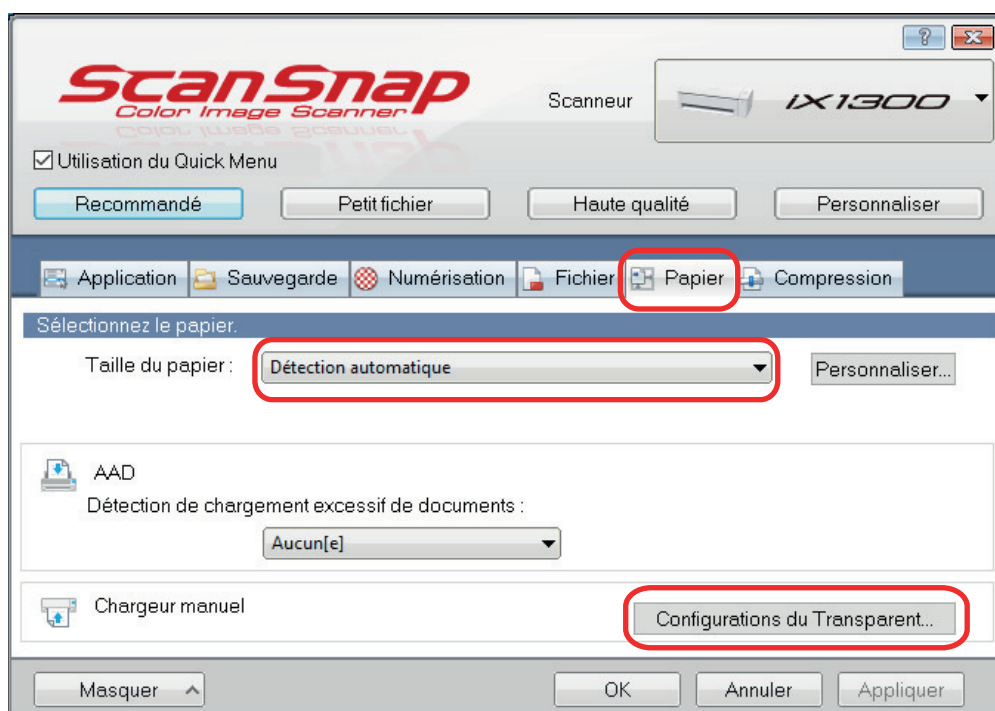 ScanSnap
Color Image Scanner
Scanneur
iX1300
Utilisation du Quick Menu
Recommandé
Petit fichier
Haute qualité
Personnaliser
Application
Sauvegarde
Numérisation
Fichier
Papier
Compression
Sélectionnez le papier.
Taille du papier :
Détection automatique
Personnaliser...
AAD
Détection de chargement excessif de documents :
Aucun[e]
Chargeur manuel
Configurations du Transparent...
Masquer
OK
Annuler
Appliquer